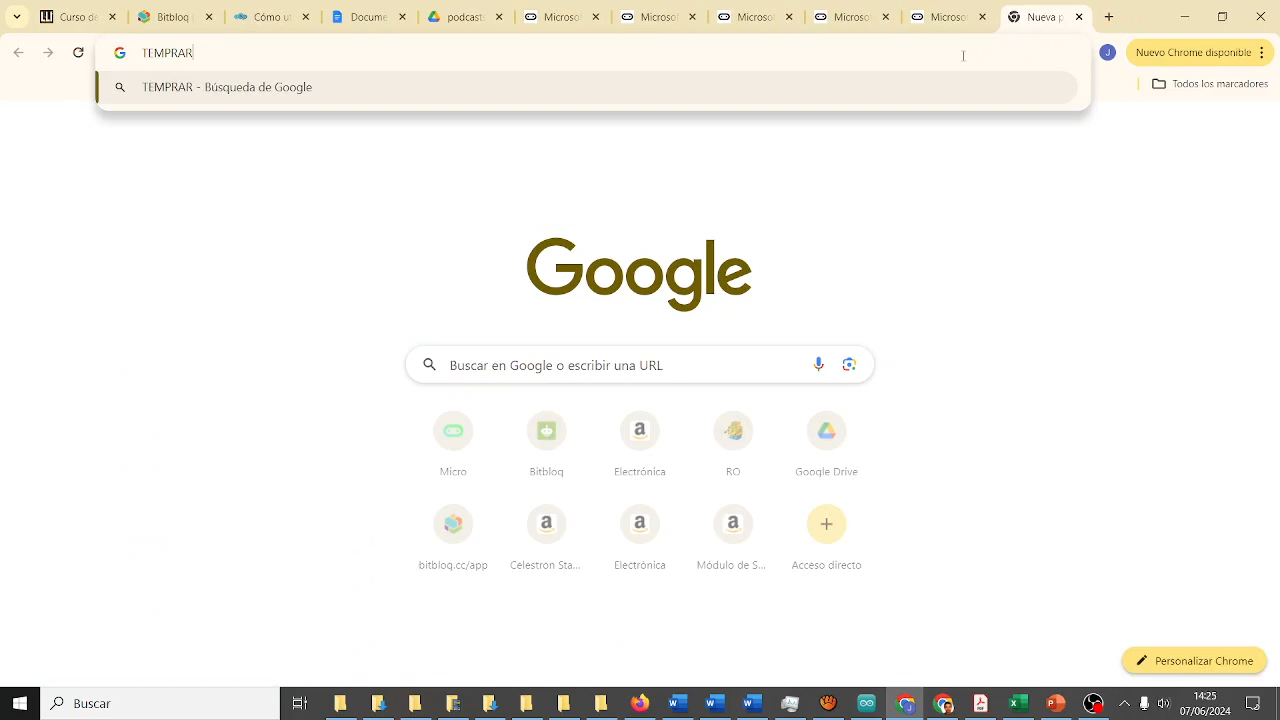 Curso d
Bitbloq
Cómo ut
Docume
podcas
Microso
Microso
Microso
Microso
Microso
Nueva p
TEMPRAR
J
Nuevo Chrome disponible
TEMPRAR - Búsqueda de Google
Todos los marcadores
Google
Buscar en Google o escribir una URL
Micro
Bitbloq
Electrónica
RO
Google Drive
bitbloq.cc/app
Celestron Sta...
Electrónica
Módulo de S...
Acceso directo
Personalizar Chrome
Buscar
14:25
07/06/2024